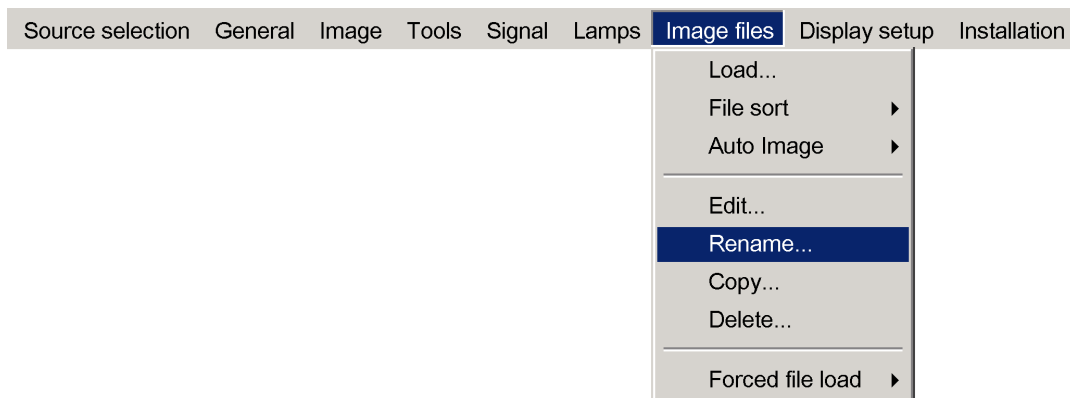 Source selection General Image Tools Signal Lamps Image files Display setup Installation
Load...
File sort
Auto Image
Edit...
Rename...
Copy...
Delete...
Forced file load